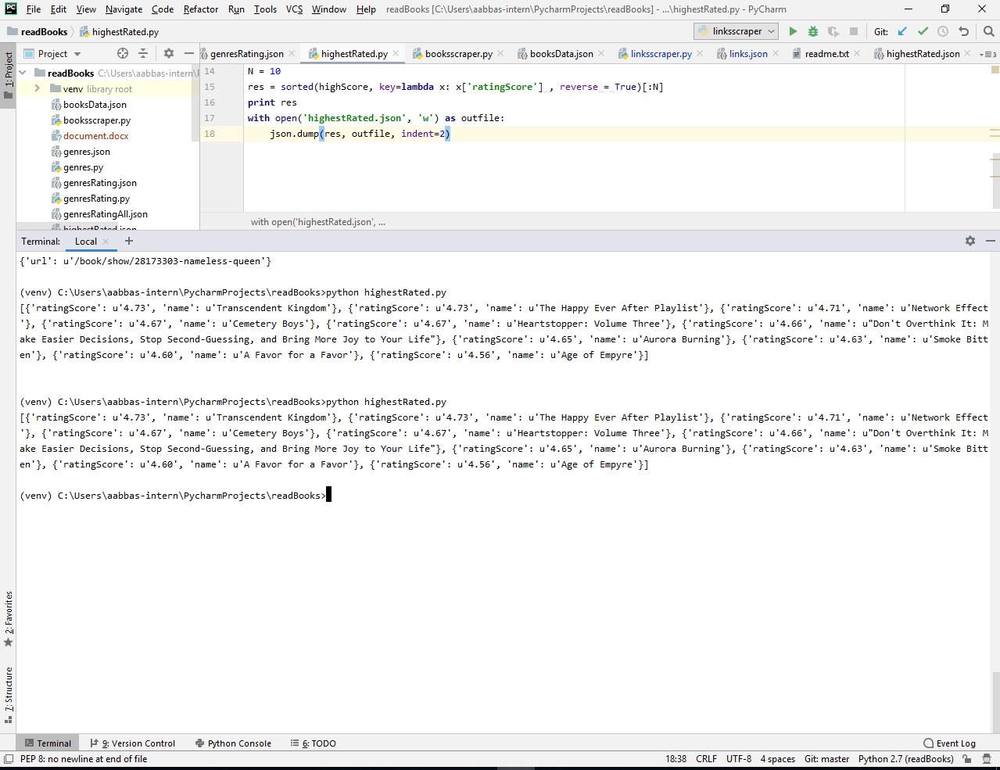 PC File Edit View Navigate Code Refactor Run Tools VCS Window Help readBooks [C:\Users\aabbas-intern\PycharmProjects\readBooks] - ...\highestRated.py - PyCharm
readBooks highestRated.py linksscraper Git:
1: Project
Project genresRating.json highestRated.py booksscraper.py booksData.json linksscraper.py links.json readme.txt highestRated.json 3
readBooks C:\Users\aabbas-intern\
venv library root
booksData.json
booksscraper.py
document.docx
genres.json
genres.py
genresRating.json
genresRating.py
genresRatingAll.json
highestRated.json
14 N = 10
15 res = sorted(highScore, key=lambda x: x['ratingScore'] , reverse = True)[:N]
16 print res
17 with open('highestRated.json', 'w') as outfile:
18 json.dump(res, outfile, indent=2)
with open('highestRated.json', ...
Terminal: Local
{'url': u'/book/show/28173303-nameless-queen'}
(venv) C:\Users\aabbas-intern\PycharmProjects\readBooks>python highestRated.py
[{'ratingScore': u'4.73', 'name': u'Transcendent Kingdom'}, {'ratingScore': u'4.73', 'name': u'The Happy Ever After Playlist'}, {'ratingScore': u'4.71', 'name': u'Network Effect
'}, {'ratingScore': u'4.67', 'name': u'Cemetery Boys'}, {'ratingScore': u'4.67', 'name': u'Heartstopper: Volume Three'}, {'ratingScore': u'4.66', 'name': u"Don't Overthink It: M
ake Easier Decisions, Stop Second-Guessing, and Bring More Joy to Your Life"}, {'ratingScore': u'4.65', 'name': u'Aurora Burning'}, {'ratingScore': u'4.63', 'name': u'Smoke Bitt
en'}, {'ratingScore': u'4.60', 'name': u'A Favor for a Favor'}, {'ratingScore': u'4.56', 'name': u'Age of Empyre'}]
(venv) C:\Users\aabbas-intern\PycharmProjects\readBooks>python highestRated.py
[{'ratingScore': u'4.73', 'name': u'Transcendent Kingdom'}, {'ratingScore': u'4.73', 'name': u'The Happy Ever After Playlist'}, {'ratingScore': u'4.71', 'name': u'Network Effect
'}, {'ratingScore': u'4.67', 'name': u'Cemetery Boys'}, {'ratingScore': u'4.67', 'name': u'Heartstopper: Volume Three'}, {'ratingScore': u'4.66', 'name': u"Don't Overthink It: M
ake Easier Decisions, Stop Second-Guessing, and Bring More Joy to Your Life"}, {'ratingScore': u'4.65', 'name': u'Aurora Burning'}, {'ratingScore': u'4.63', 'name': u'Smoke Bitt
en'}, {'ratingScore': u'4.60', 'name': u'A Favor for a Favor'}, {'ratingScore': u'4.56', 'name': u'Age of Empyre'}]
(venv) C:\Users\aabbas-intern\PycharmProjects\readBooks>
2: Favorites
7: Structure
Terminal 9: Version Control Python Console 6: TODO Event Log
PEP 8: no newline at end of file 18:38 CRLF UTF-8 4 spaces Git: master Python 2.7 (readBooks)